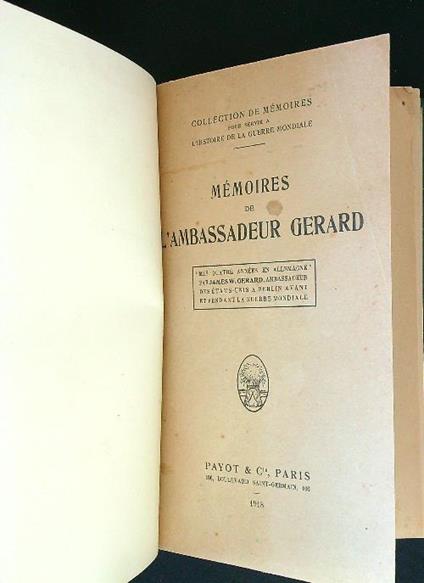 COLLECTION DE MÉMOIRES
POUR SERVIR A
L'HISTOIRE DE LA GUERRE MONDIALE
MÉMOIRES
DE
L'AMBASSADEUR GERARD
"MES QUATRE ANNÉES EN ALLEMAGNE"
PAR JAMES W. GERARD, AMBASSADEUR
DES ÉTATS-UNIS A BERLIN AVANT
ET PENDANT LA GUERRE MONDIALE
PAYOT & Cie, PARIS
106, BOULEVARD SAINT-GERMAIN, 106
1918